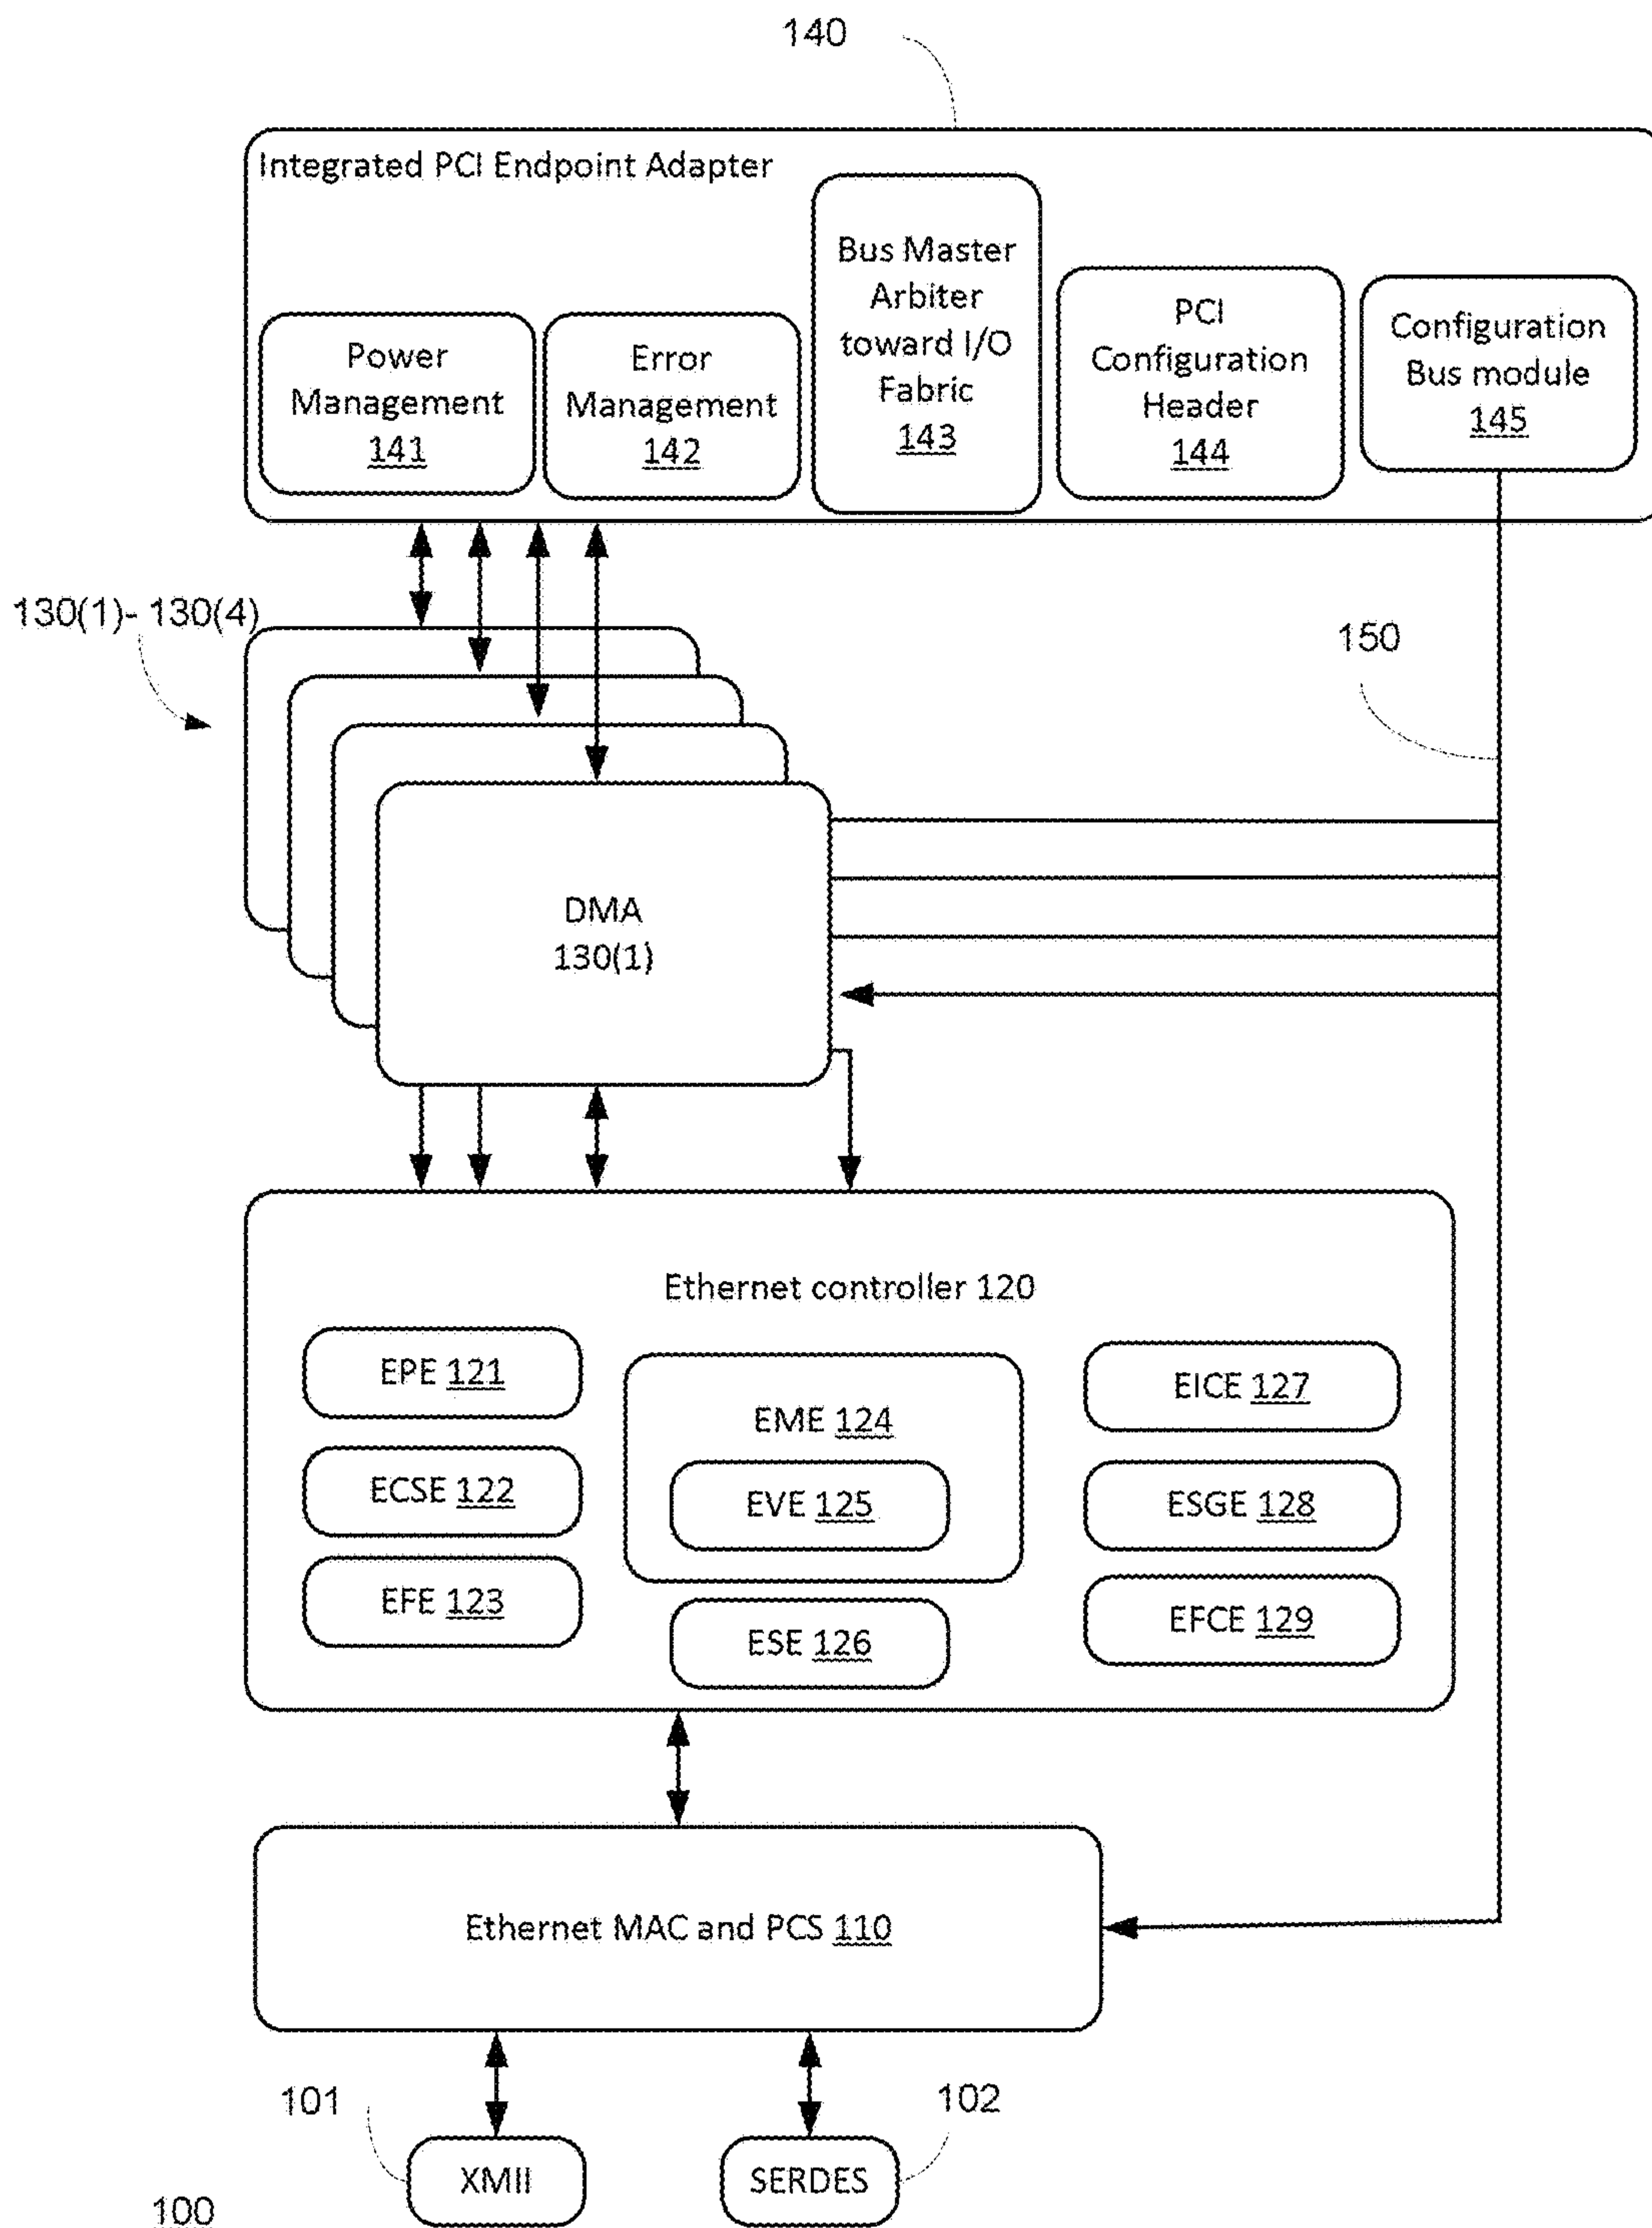 140
Integrated PCI Endpoint Adapter
Power
Management
141
Error
Management
142
Bus Master
Arbiter
toward I/O
Fabric
143
PCI
Configuration
Header
144
Configuration
Bus module
145
130(1)- 130(4)
150
DMA
130(1)
Ethernet controller 120
EPE 121
ECSE 122
EFE 123
EME 124
EVE 125
ESE 126
EICE 127
ESGE 128
EFCE 129
Ethernet MAC and PCS 110
101
102
XMII
SERDES
100